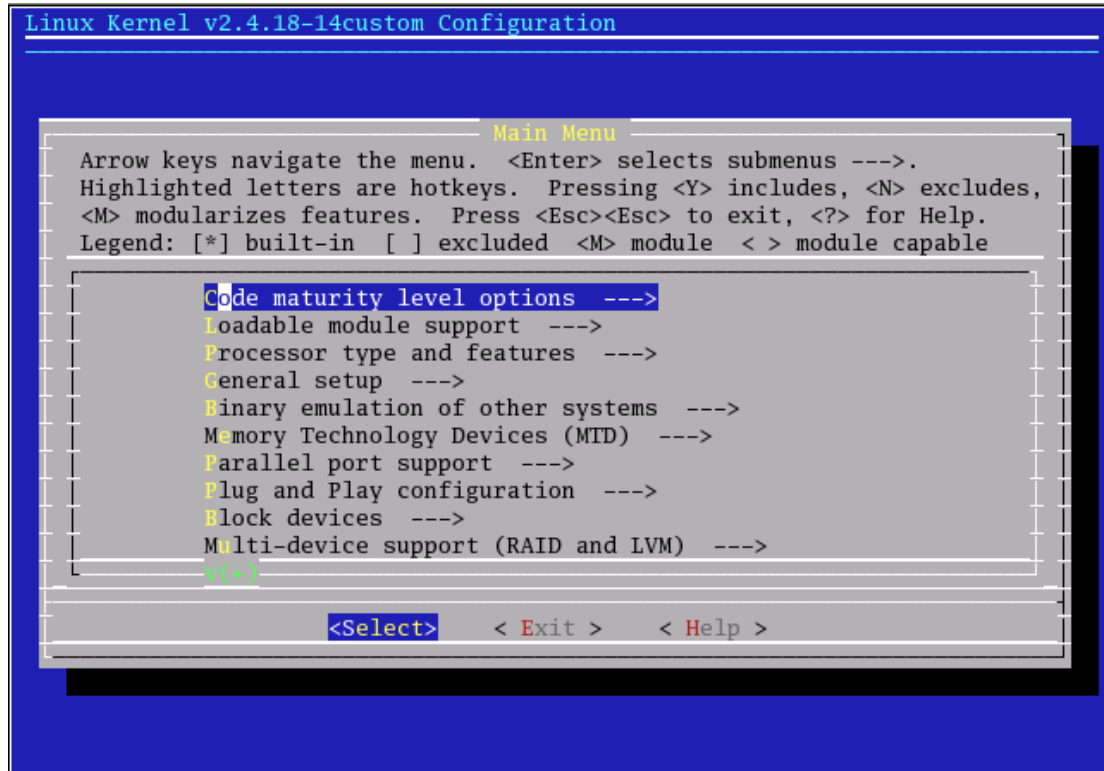 Linux Kernel v2.4.18-14custom Configuration
Main Menu
Arrow keys navigate the menu.  <Enter> selects submenus --->.
Highlighted letters are hotkeys.  Pressing <Y> includes, <N> excludes,
<M> modularizes features.  Press <Esc><Esc> to exit, <?> for Help.
Legend: [*] built-in  [ ] excluded  <M> module  < > module capable
Code maturity level options  --->
Loadable module support  --->
Processor type and features  --->
General setup  --->
Binary emulation of other systems  --->
Memory Technology Devices (MTD)  --->
Parallel port support  --->
Plug and Play configuration  --->
Block devices  --->
Multi-device support (RAID and LVM)  --->
v(+)
<Select>    < Exit >    < Help >